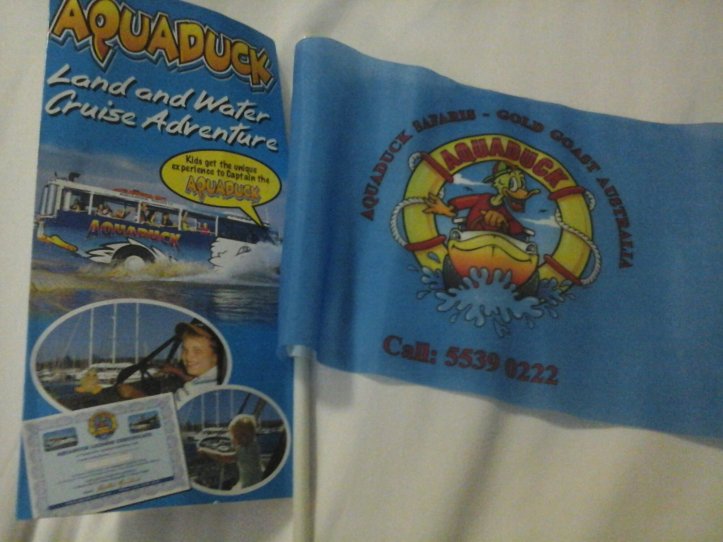 AQUADUCK
Land and Water
Cruise Adventure
Kids get the unique
experience to Captain the
AQUADUCK
AQUADUCK
AQUADUCK SAFARIS - GOLD COAST AUSTRALIA
AQUADUCK
Call: 5539 0222